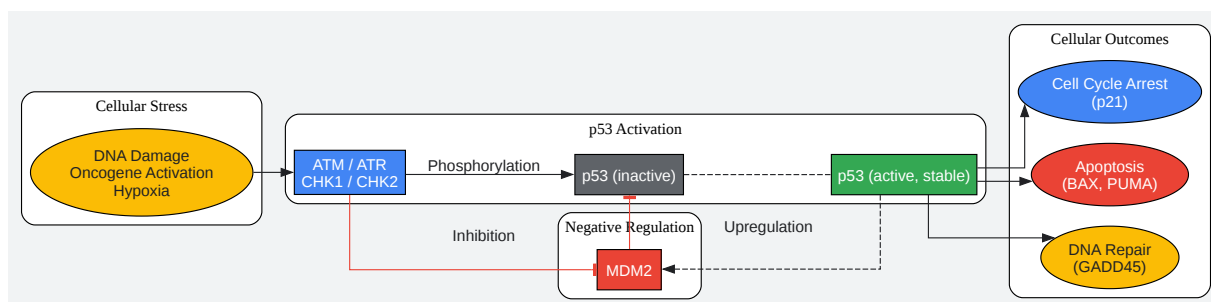 Cellular Stress
DNA Damage
Oncogene Activation
Hypoxia
p53 Activation
ATM / ATR
CHK1 / CHK2
Phosphorylation
p53 (inactive)
p53 (active, stable)
Inhibition
Negative Regulation
MDM2
Upregulation
Cellular Outcomes
Cell Cycle Arrest
(p21)
Apoptosis
(BAX, PUMA)
DNA Repair
(GADD45)